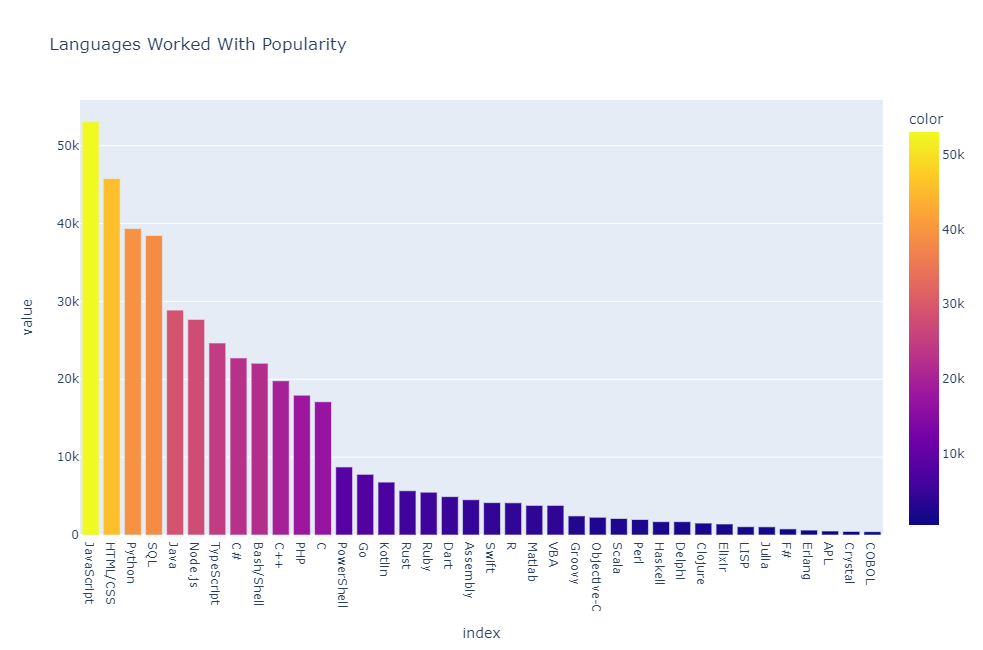 Languages Worked With Popularity
color
50k
40k
30k
20k
10k
value
50k
40k
30k
20k
10k
0
JavaScript
HTML/CSS
Python
SQL
Java
Node.js
TypeScript
C#
Bash/Shell
C++
PHP
C
PowerShell
Go
Kotlin
Rust
Ruby
Dart
Assembly
Swift
R
Matlab
VBA
Groovy
Objective-C
Scala
Perl
Haskell
Delphi
Clojure
Elixir
LISP
Julia
F#
Erlang
APL
Crystal
COBOL
index